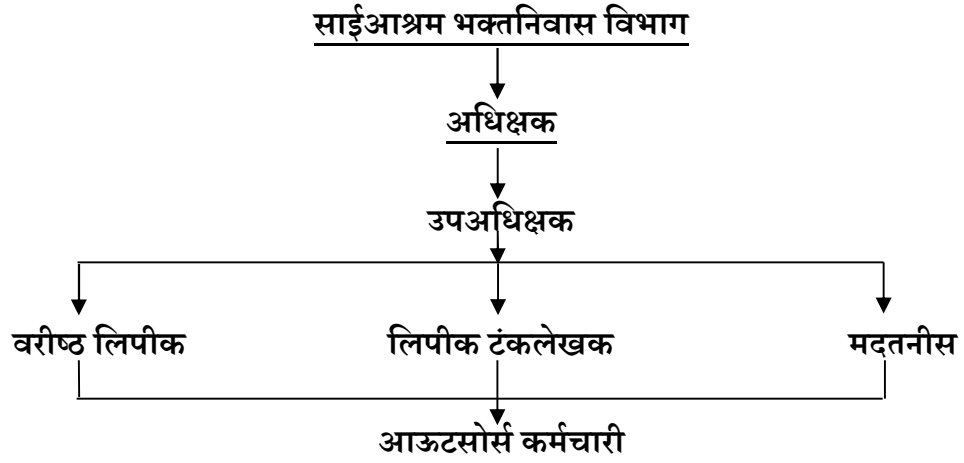 साईआश्रम भक्तनिवास विभाग
अधिक्षक
उपअधिक्षक
वरीष्ठ लिपीक लिपीक टंकलेखक मदतनीस
आऊटसोर्स कर्मचारी